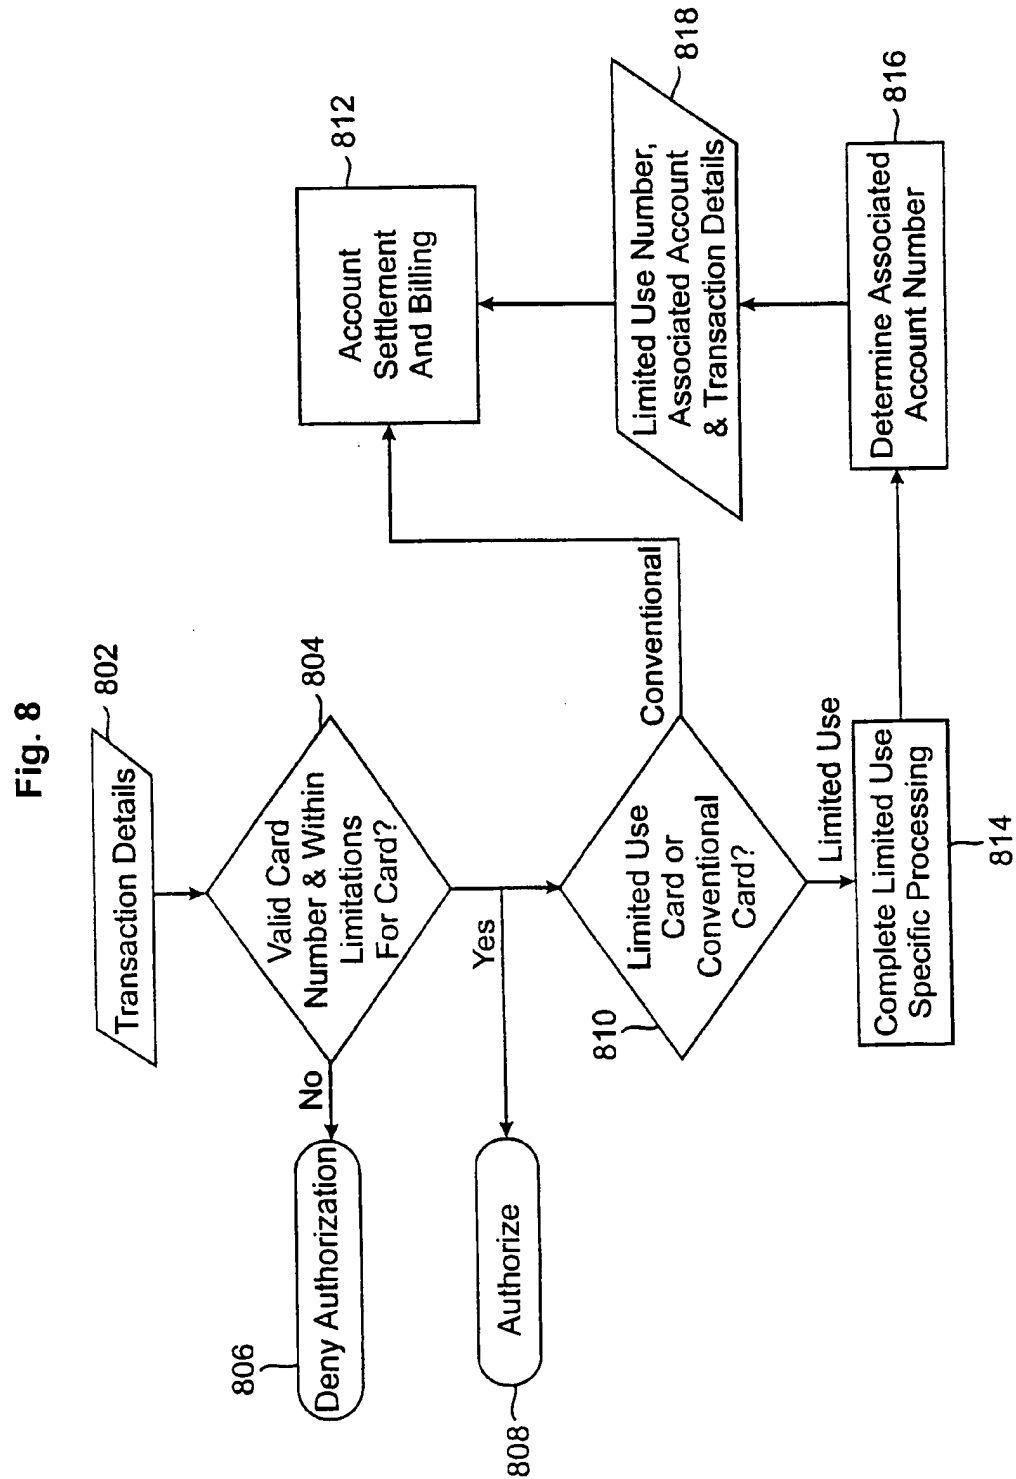 Fig. 8
802
Transaction Details
804
Valid Card
Number & Within
Limitations
For Card?
No
806
Deny Authorization
Yes
808
Authorize
810
Limited Use
Card or
Conventional
Card?
Conventional
812
Account
Settlement
And Billing
Limited Use
814
Complete Limited Use
Specific Processing
816
Determine Associated
Account Number
818
Limited Use Number,
Associated Account
& Transaction Details